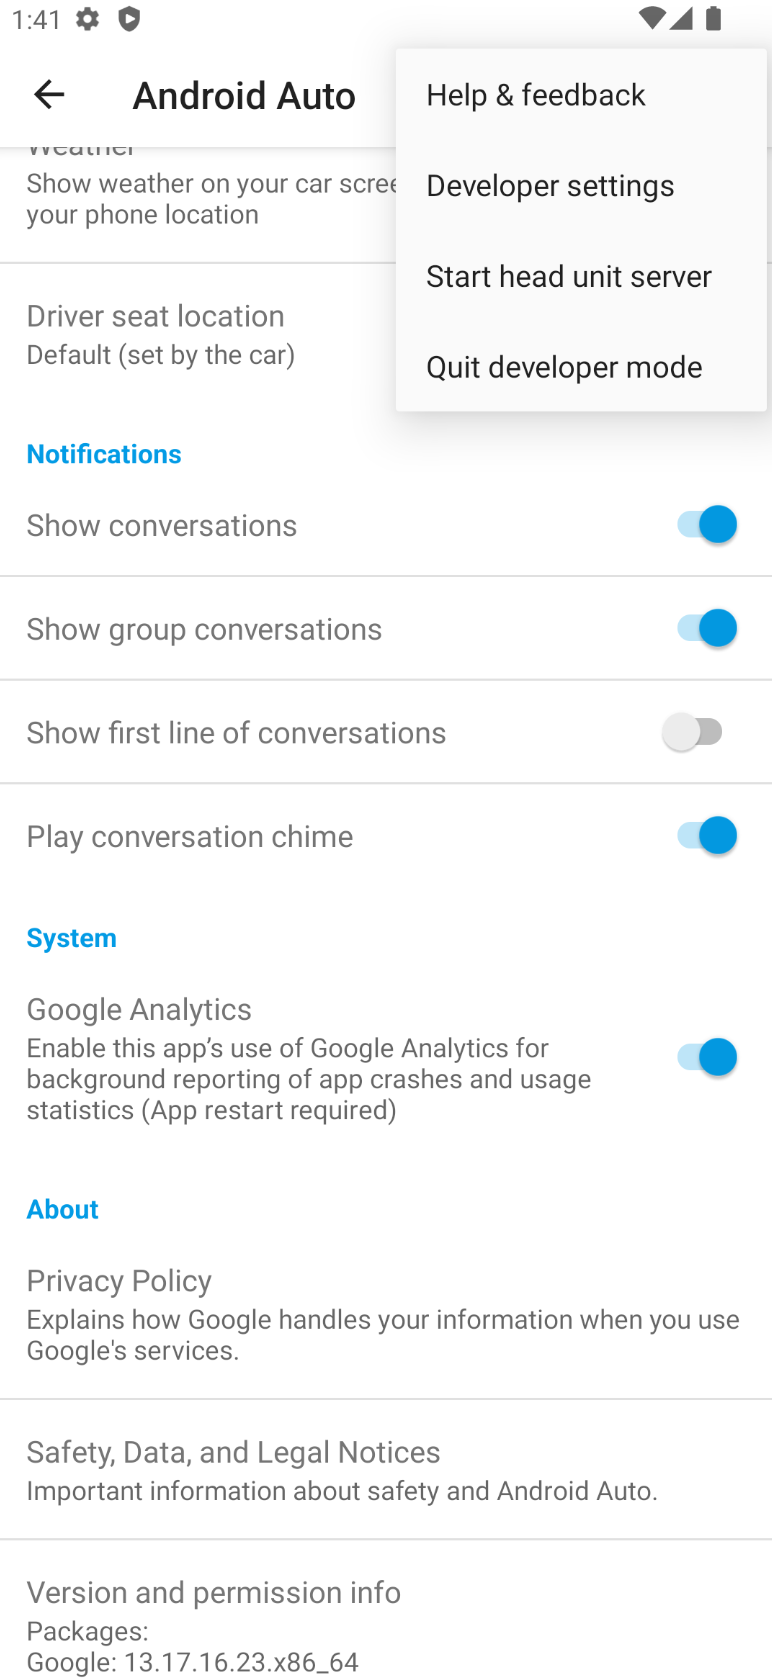 1:41
Android Auto
Help & feedback
Developer settings
Start head unit server
Quit developer mode
Weather
Show weather on your car
your phone location
Driver seat location
Default (set by the car)
Notifications
Show conversations
Show group conversations
Show first line of conversations
Play conversation chime
System
Google Analytics
Enable this app's use of Google Analytics for
background reporting of app crashes and usage
statistics (App restart required)
About
Privacy Policy
Explains how Google handles your information when you use
Google's services.
Safety, Data, and Legal Notices
Important information about safety and Android Auto.
Version and permission info
Packages:
Google: 13.17.16.23.x86_64